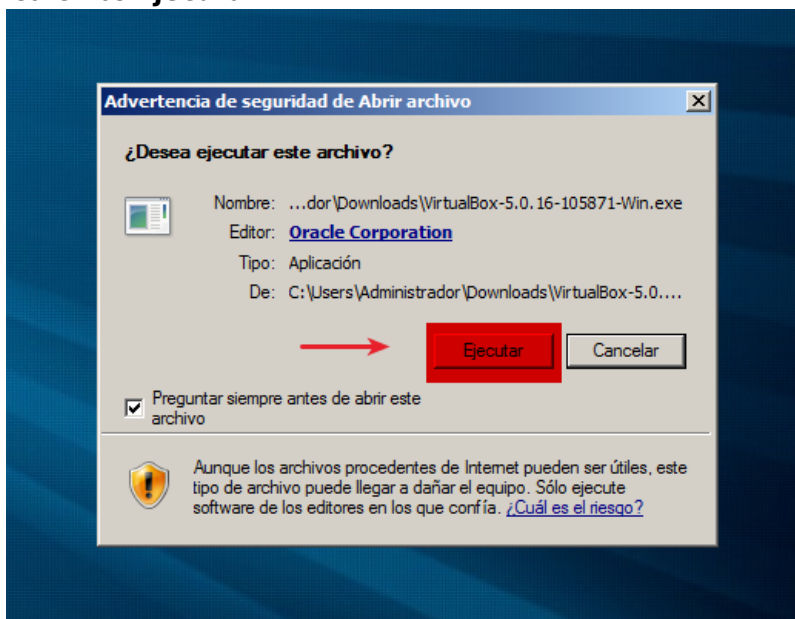 Advertencia de seguridad de Abrir archivo
¿Desea ejecutar este archivo?
Nombre: ...dor\Downloads\VirtualBox-5.0.16-105871-Win.exe
Editor: Oracle Corporation
Tipo: Aplicación
De: C:\Users\Administrador\Downloads\VirtualBox-5.0....
Ejecutar Cancelar
Preguntar siempre antes de abrir este
archivo
Aunque los archivos procedentes de Internet pueden ser útiles, este
tipo de archivo puede llegar a dañar el equipo. Sólo ejecute
software de los editores en los que confía. ¿Cuál es el riesgo?